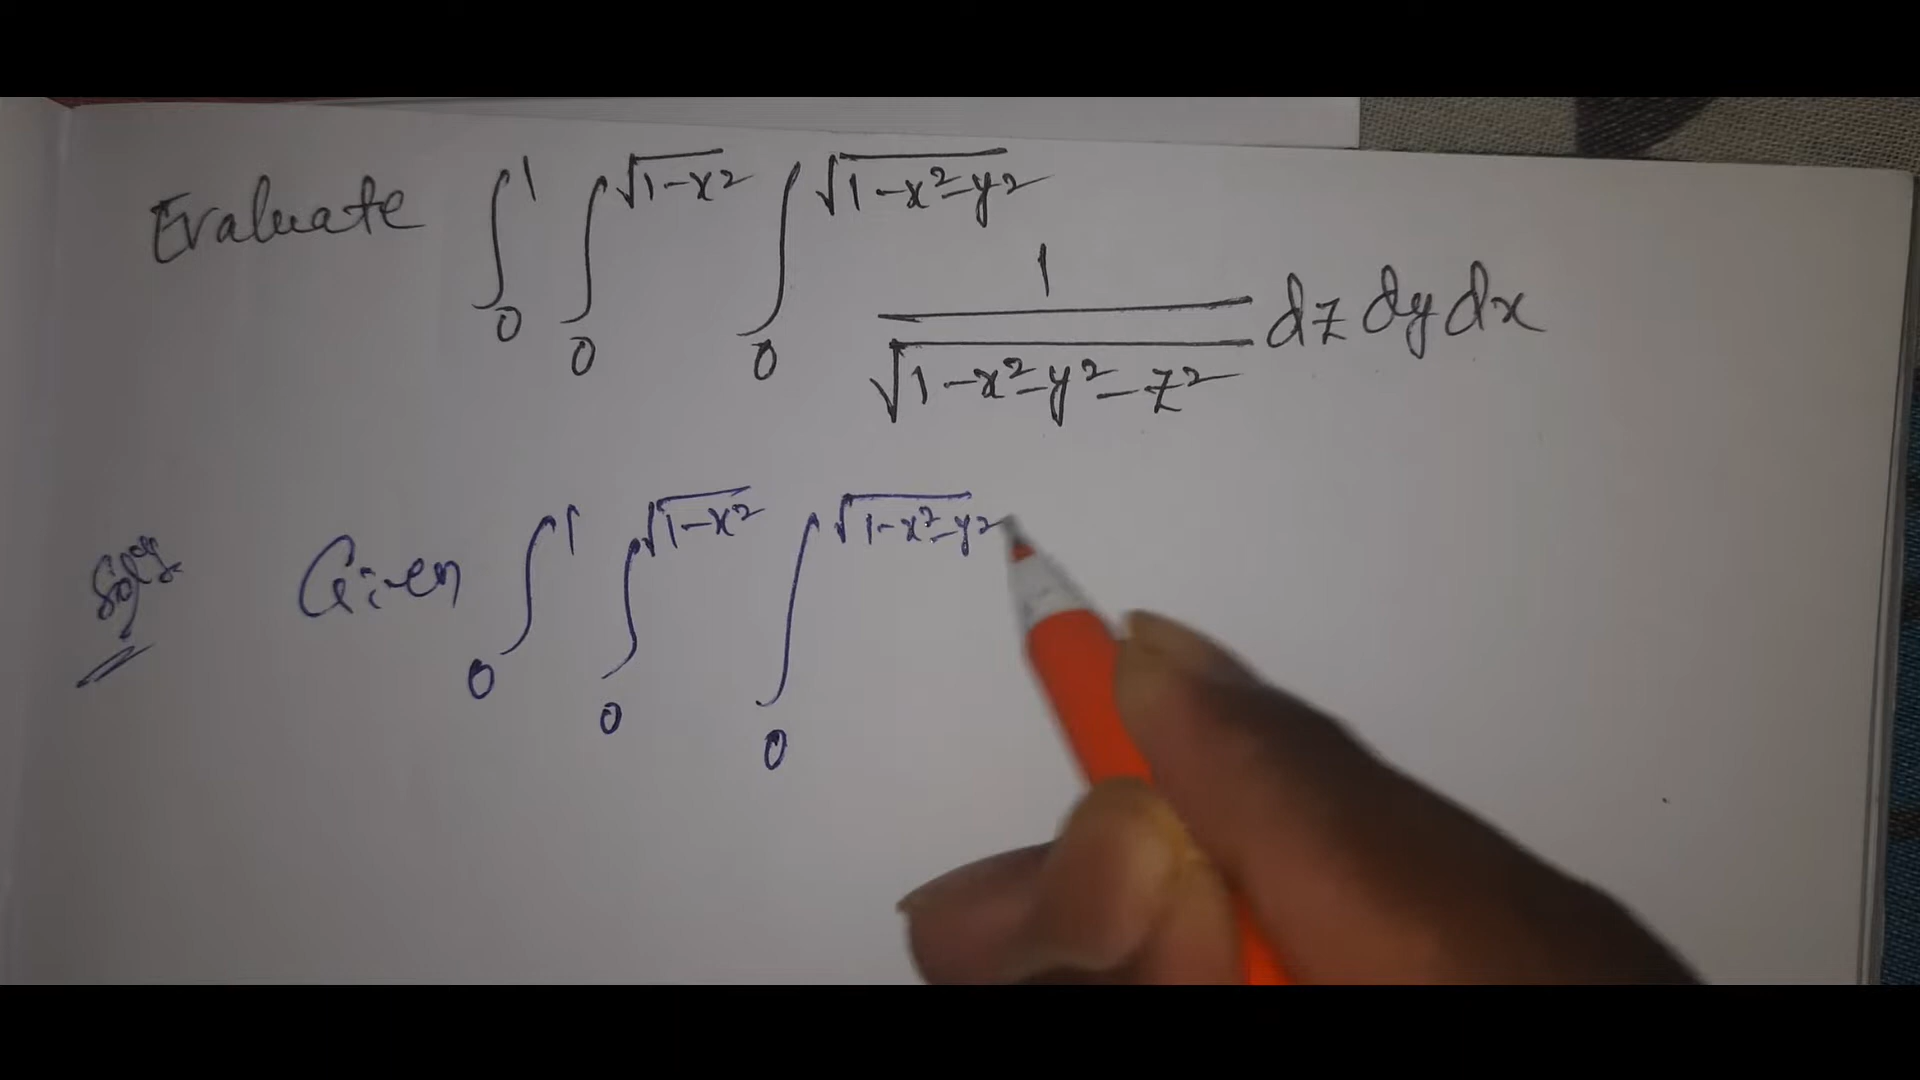 Evaluate ∫₀¹ ∫₀^√(1-x²) ∫₀^√(1-x²-y²) 1/√(1-x²-y²-z²) dz dy dx
Soln Given ∫₀¹ ∫₀^√(1-x²) ∫₀^√(1-x²-y²)